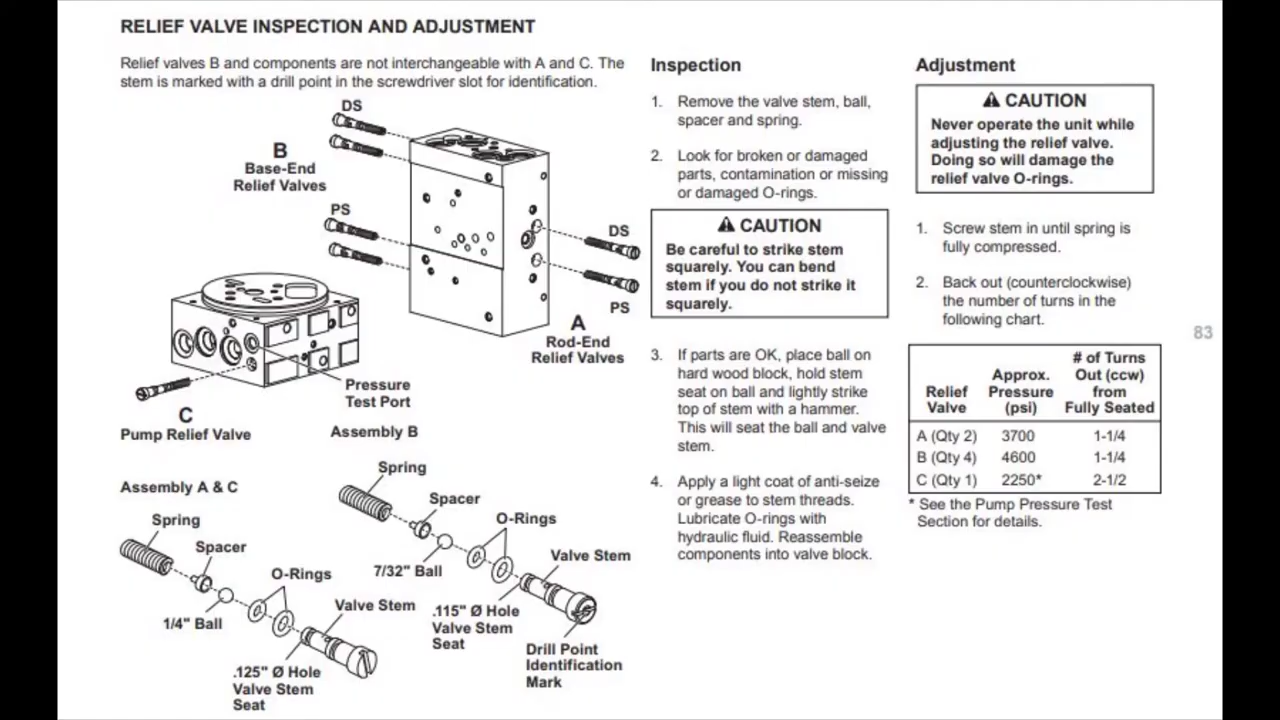 RELIEF VALVE INSPECTION AND ADJUSTMENT
Relief valves B and components are not interchangeable with A and C. The
stem is marked with a drill point in the screwdriver slot for identification.
DS
B
Base-End
Relief Valves
PS
DS
PS
A
Rod-End
Relief Valves
Pressure
Test Port
C
Pump Relief Valve
Assembly B
Spring
Spacer
O-Rings
7/32" Ball
Valve Stem
.115" Ø Hole
Valve Stem
Seat
Drill Point
Identification
Mark
Assembly A & C
Spring
Spacer
O-Rings
1/4" Ball
Valve Stem
.125" Ø Hole
Valve Stem
Seat
Inspection
1. Remove the valve stem, ball,
spacer and spring.
2. Look for broken or damaged
parts, contamination or missing
or damaged O-rings.
CAUTION
Be careful to strike stem
squarely. You can bend
stem if you do not strike it
squarely.
3. If parts are OK, place ball on
hard wood block, hold stem
seat on ball and lightly strike
top of stem with a hammer.
This will seat the ball and valve
stem.
4. Apply a light coat of anti-seize
or grease to stem threads.
Lubricate O-rings with
hydraulic fluid. Reassemble
components into valve block.
Adjustment
CAUTION
Never operate the unit while
adjusting the relief valve.
Doing so will damage the
relief valve O-rings.
1. Screw stem in until spring is
fully compressed.
2. Back out (counterclockwise)
the number of turns in the
following chart.
Relief
Valve
Approx.
Pressure
(psi)
# of Turns
Out (ccw)
from
Fully Seated
A (Qty 2) 3700 1-1/4
B (Qty 4) 4600 1-1/4
C (Qty 1) 2250* 2-1/2
* See the Pump Pressure Test
Section for details.
83